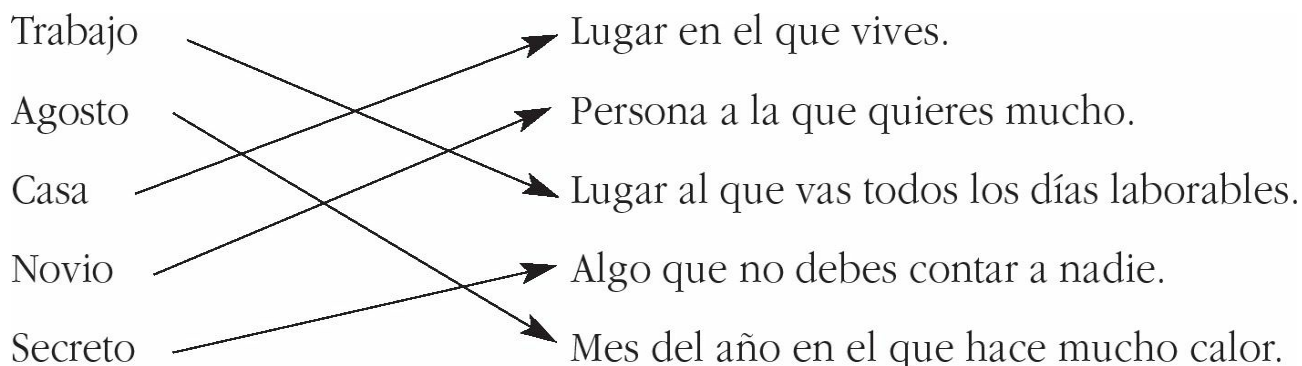 Trabajo Lugar en el que vives.
Agosto Persona a la que quieres mucho.
Casa Lugar al que vas todos los días laborables.
Novio Algo que no debes contar a nadie.
Secreto Mes del año en el que hace mucho calor.